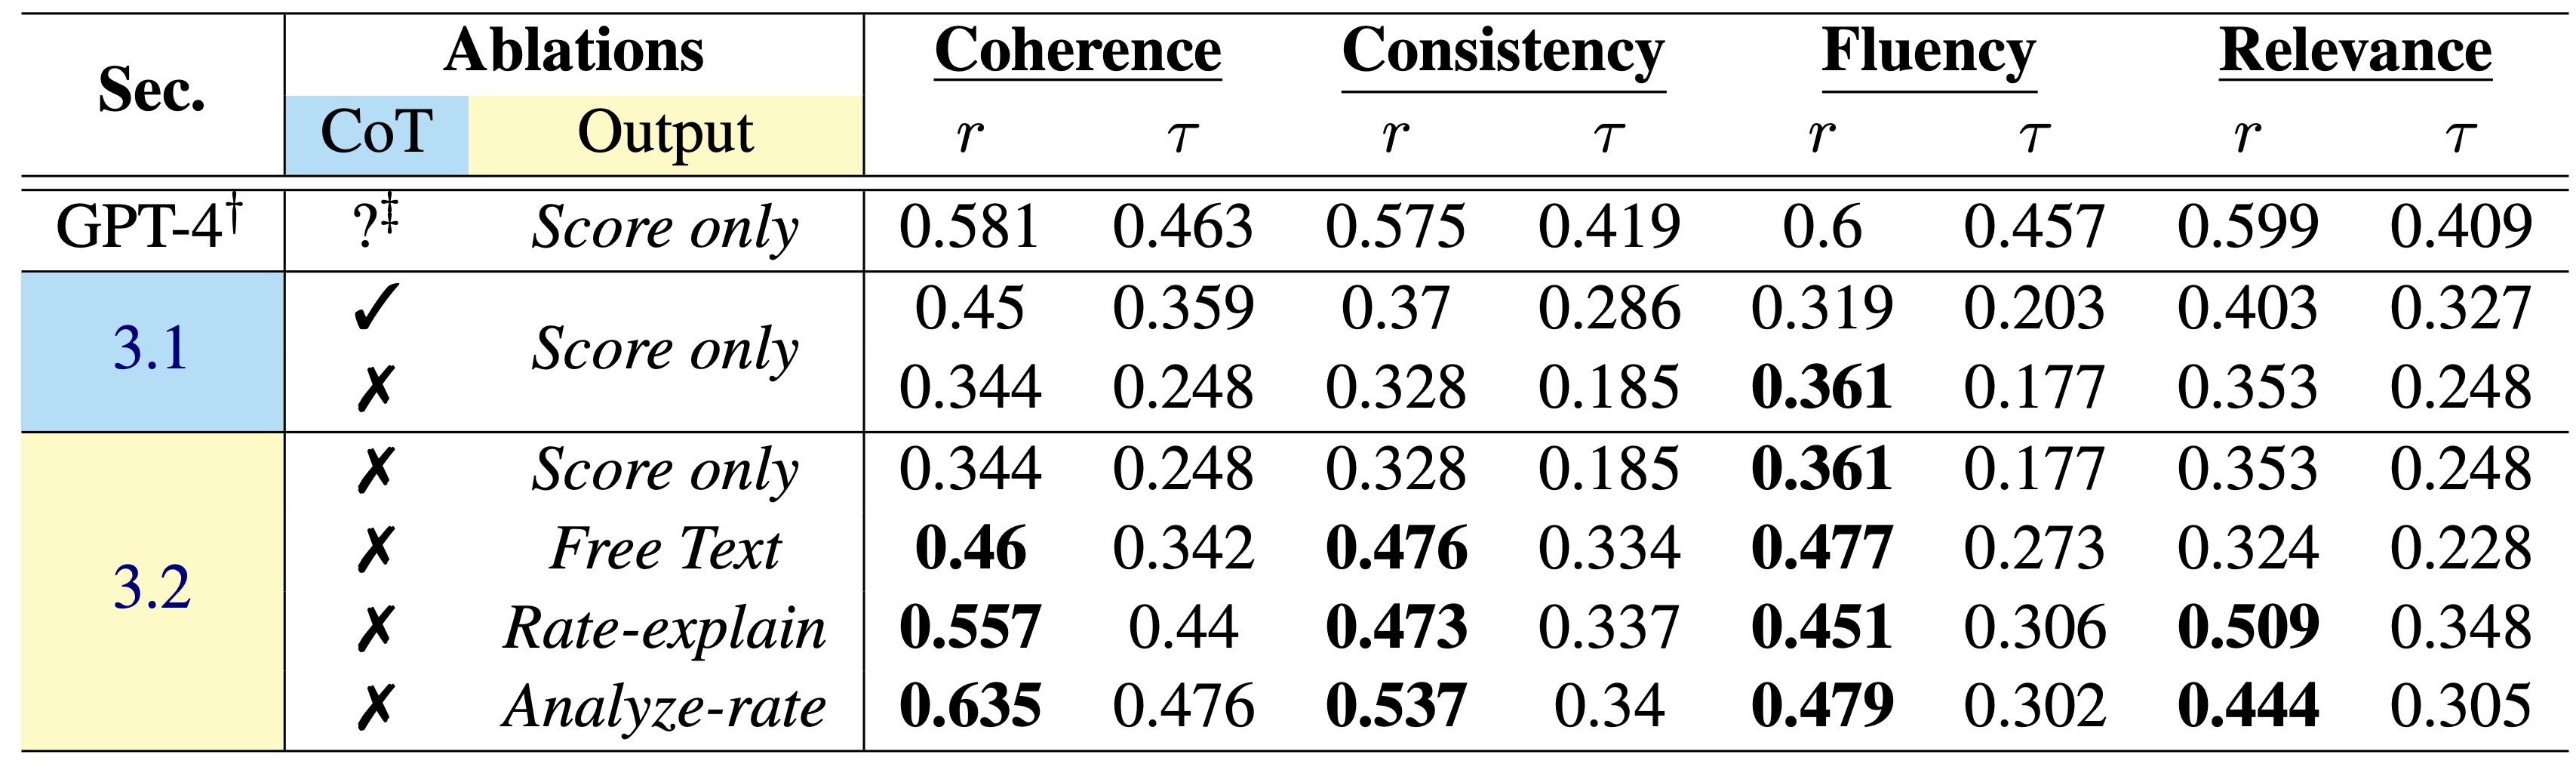 Sec. Ablations Coherence Consistency Fluency Relevance
CoT Output r τ r τ r τ r τ
GPT-4† ?‡ Score only 0.581 0.463 0.575 0.419 0.6 0.457 0.599 0.409
3.1 ✓ Score only 0.45 0.359 0.37 0.286 0.319 0.203 0.403 0.327
✗ 0.344 0.248 0.328 0.185 0.361 0.177 0.353 0.248
3.2 ✗ Score only 0.344 0.248 0.328 0.185 0.361 0.177 0.353 0.248
✗ Free Text 0.46 0.342 0.476 0.334 0.477 0.273 0.324 0.228
✗ Rate-explain 0.557 0.44 0.473 0.337 0.451 0.306 0.509 0.348
✗ Analyze-rate 0.635 0.476 0.537 0.34 0.479 0.302 0.444 0.305